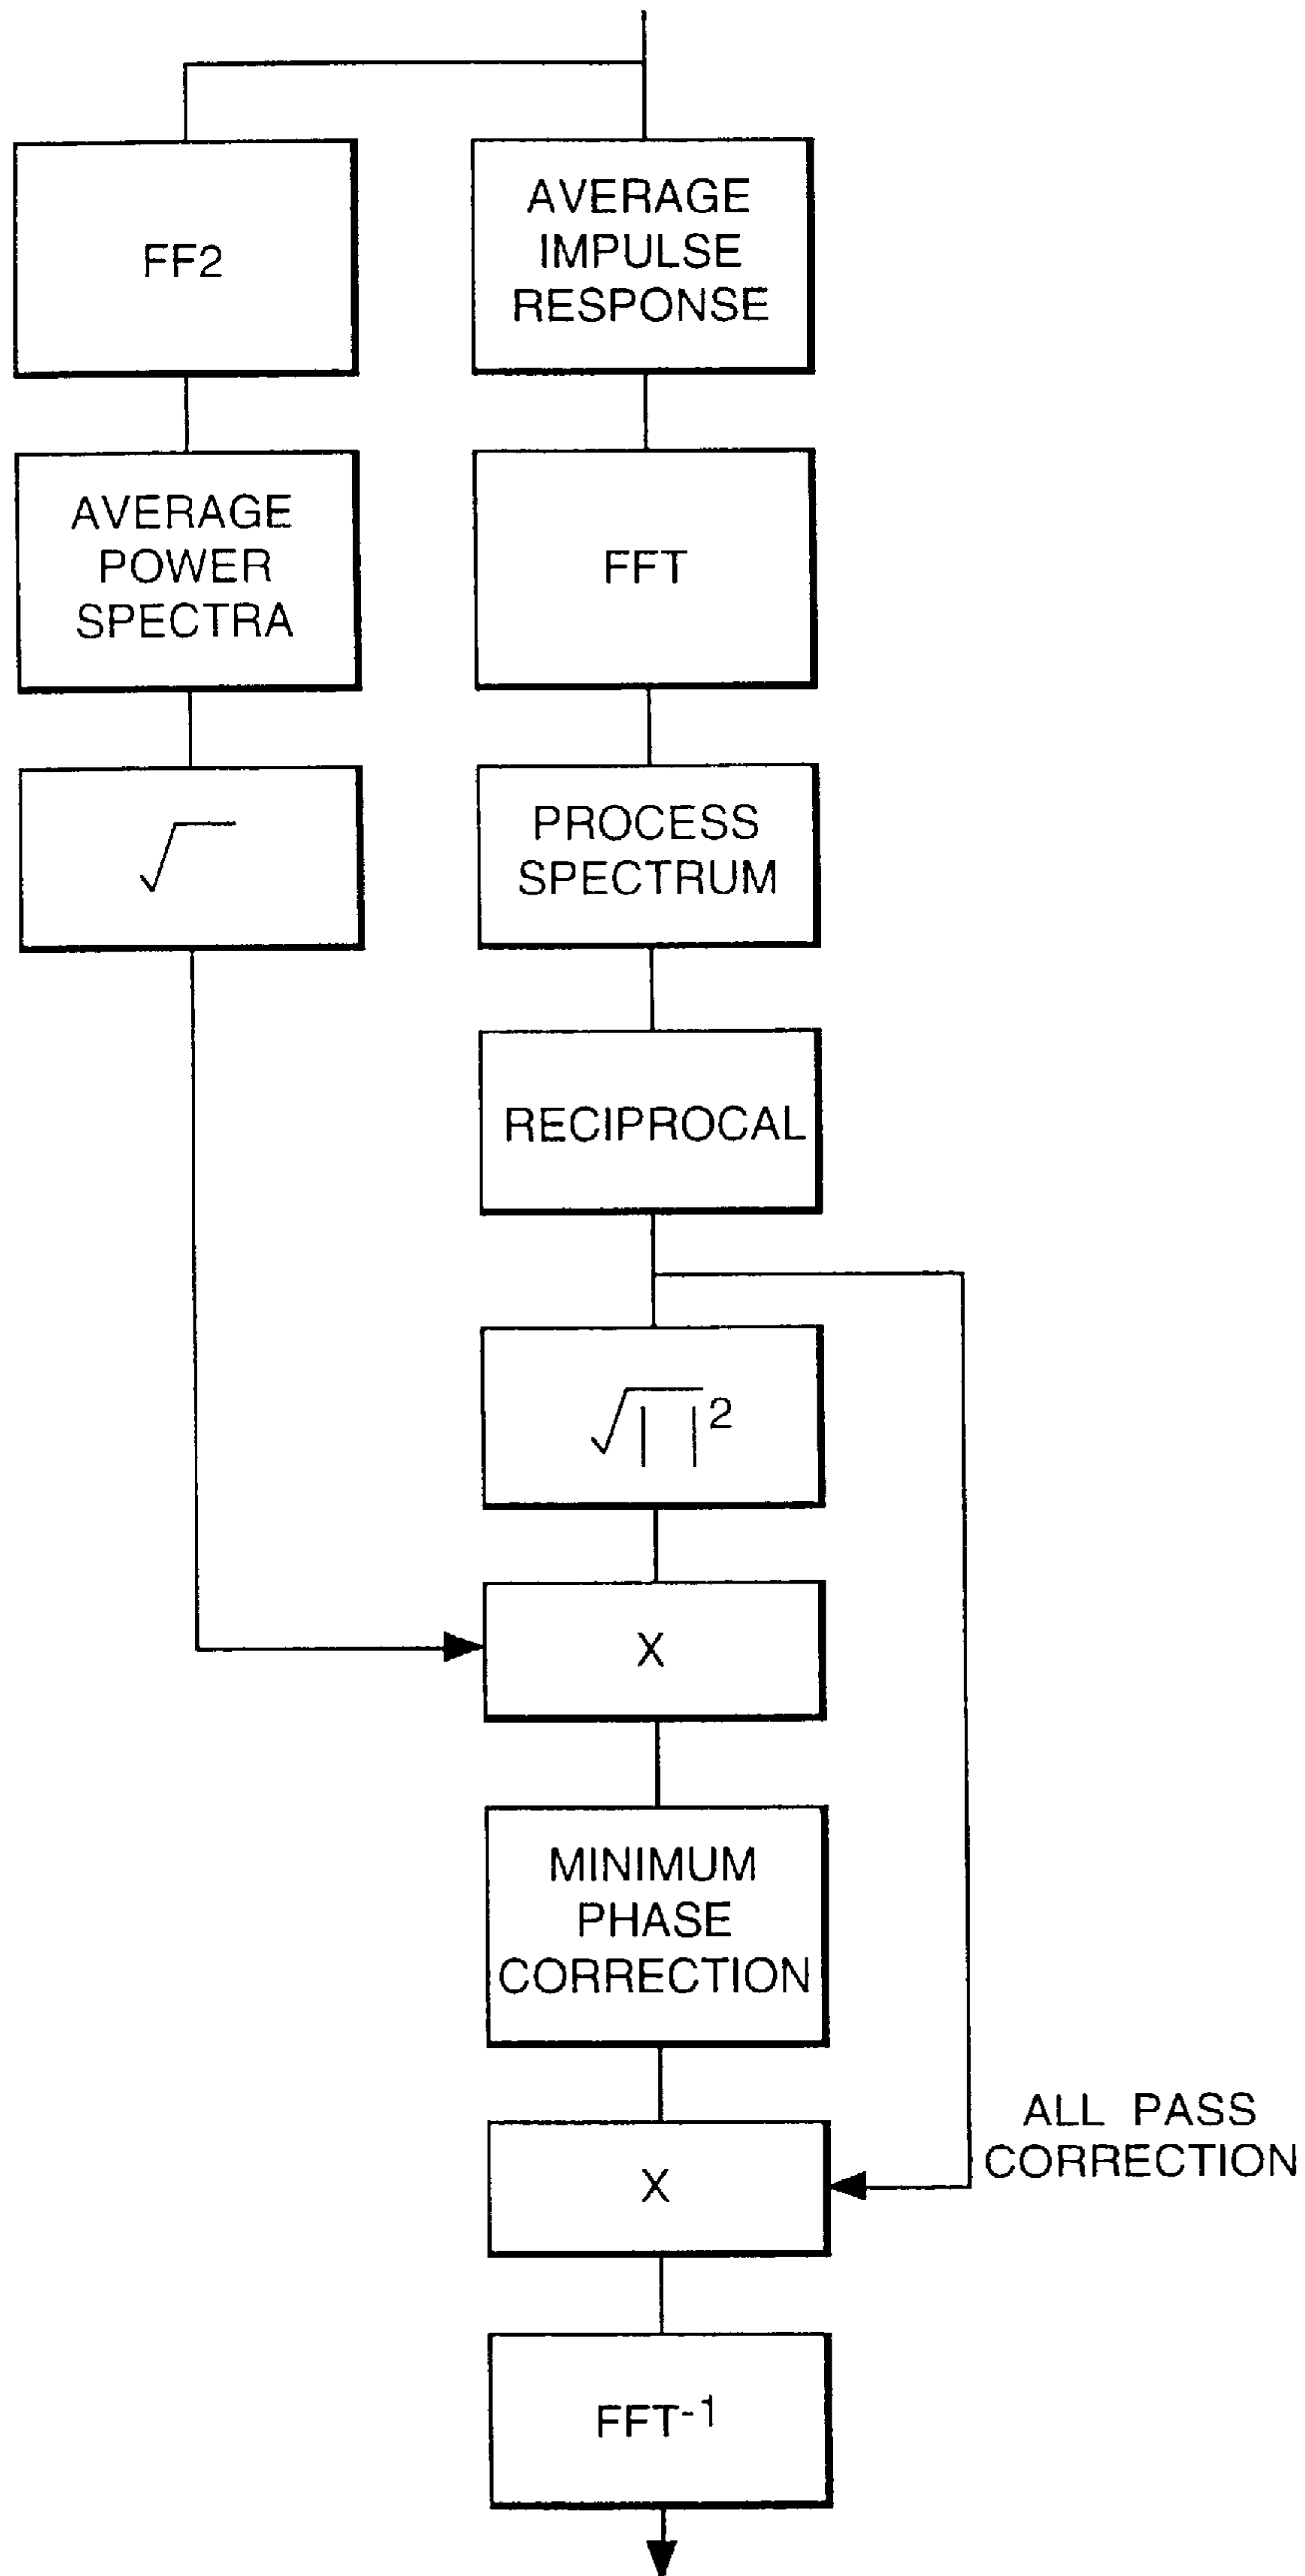 FF2
AVERAGE
IMPULSE
RESPONSE
AVERAGE
POWER
SPECTRA
FFT
√
PROCESS
SPECTRUM
RECIPROCAL
√| |²
X
MINIMUM
PHASE
CORRECTION
X
ALL PASS
CORRECTION
FFT⁻¹